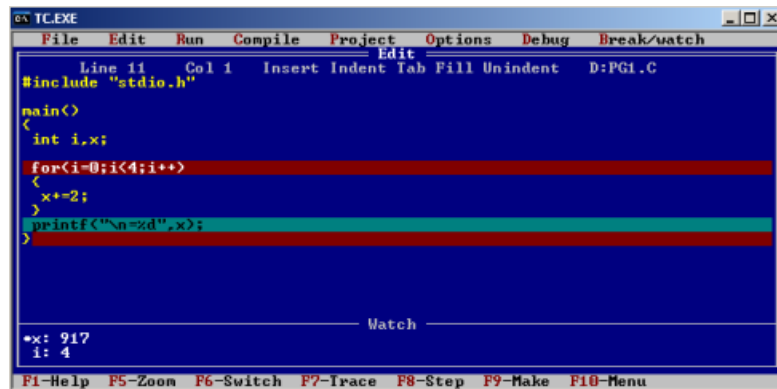 TC.EXE
File Edit Run Compile Project Options Debug Break/watch
Edit
Line 11 Col 1 Insert Indent Tab Fill Unindent D:PG1.C
#include "stdio.h"
main()
{
int i,x;
for(i=0;i<4;i++)
{
x+=2;
}
printf("\n=%d",x);
}
Watch
•x: 917
i: 4
F1-Help F5-Zoom F6-Switch F7-Trace F8-Step F9-Make F10-Menu